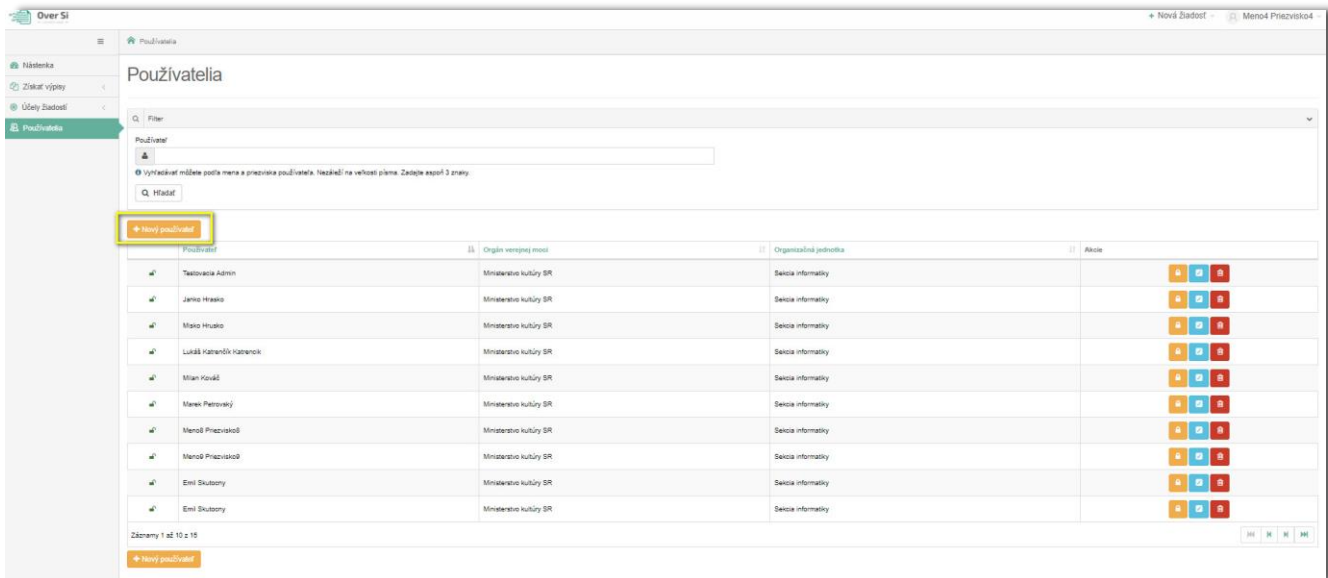 Over Si
+ Nová žiadosť
Meno4 Priezvisko4
Používatelia
Nástenka
Získať výpisy
Účely žiadostí
Používatelia
Používatelia
Filter
Používateľ
Vyhľadávať môžete podľa mena a priezviska používateľa. Nezáleží na veľkosti písma. Zadajte aspoň 3 znaky.
Hľadať
+ Nový používateľ
Používateľ Orgán verejnej moci Organizačná jednotka Akcie
Testovacia Admin Ministerstvo kultúry SR Sekcia informatiky
Janko Hrasko Ministerstvo kultúry SR Sekcia informatiky
Misko Hrusko Ministerstvo kultúry SR Sekcia informatiky
Lukáš Katrenčík Katrencik Ministerstvo kultúry SR Sekcia informatiky
Milan Kováč Ministerstvo kultúry SR Sekcia informatiky
Marek Petrovský Ministerstvo kultúry SR Sekcia informatiky
Meno8 Priezvisko8 Ministerstvo kultúry SR Sekcia informatiky
Meno9 Priezvisko9 Ministerstvo kultúry SR Sekcia informatiky
Emil Skutocny Ministerstvo kultúry SR Sekcia informatiky
Emil Skutocny Ministerstvo kultúry SR Sekcia informatiky
Záznamy 1 až 10 z 15
+ Nový používateľ